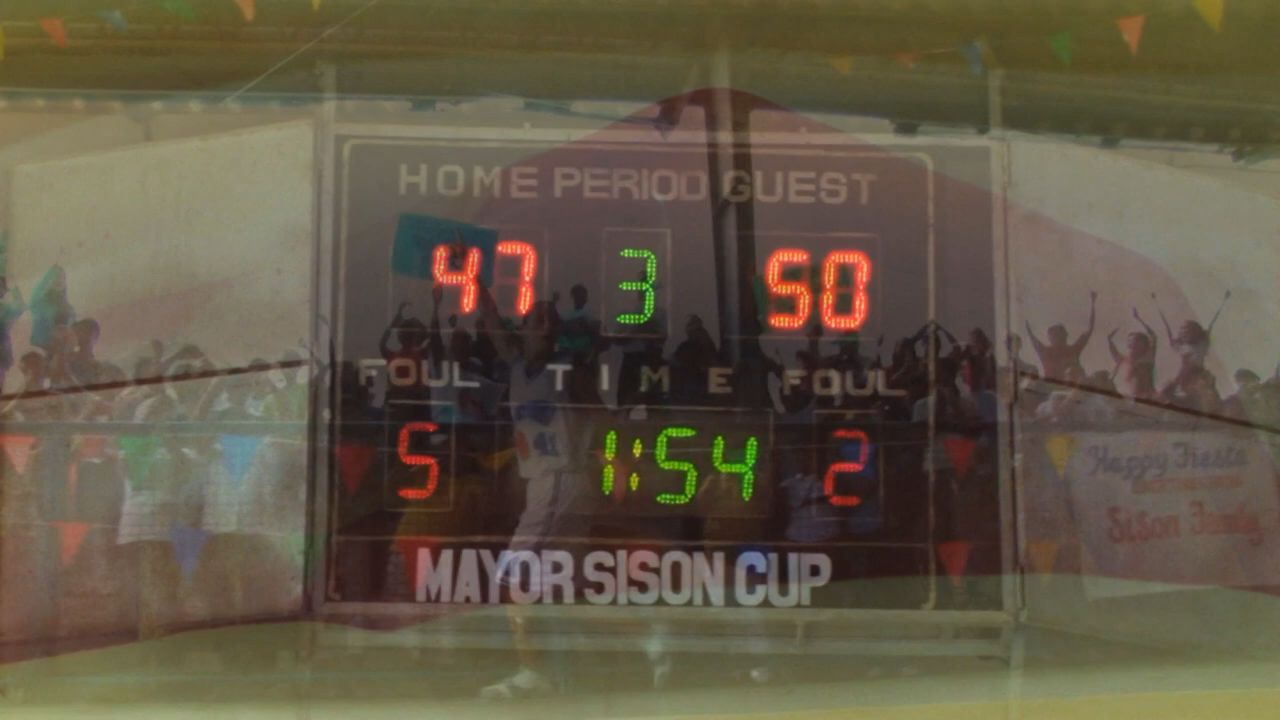 HOME PERIOD GUEST
47 3 50
FOUL TIME FOUL
5 1:54 2
MAYOR SISON CUP
Happy Fiesta
Sison Family